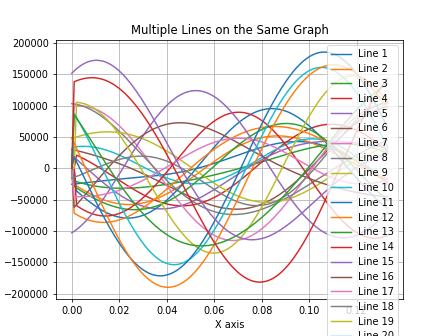 Multiple Lines on the Same Graph
200000
150000
100000
50000
0
−50000
−100000
−150000
−200000
0.00 0.02 0.04 0.06 0.08 0.10
X axis
Line 1
Line 2
Line 3
Line 4
Line 5
Line 6
Line 7
Line 8
Line 9
Line 10
Line 11
Line 12
Line 13
Line 14
Line 15
Line 16
Line 17
Line 18
Line 19
Line 20